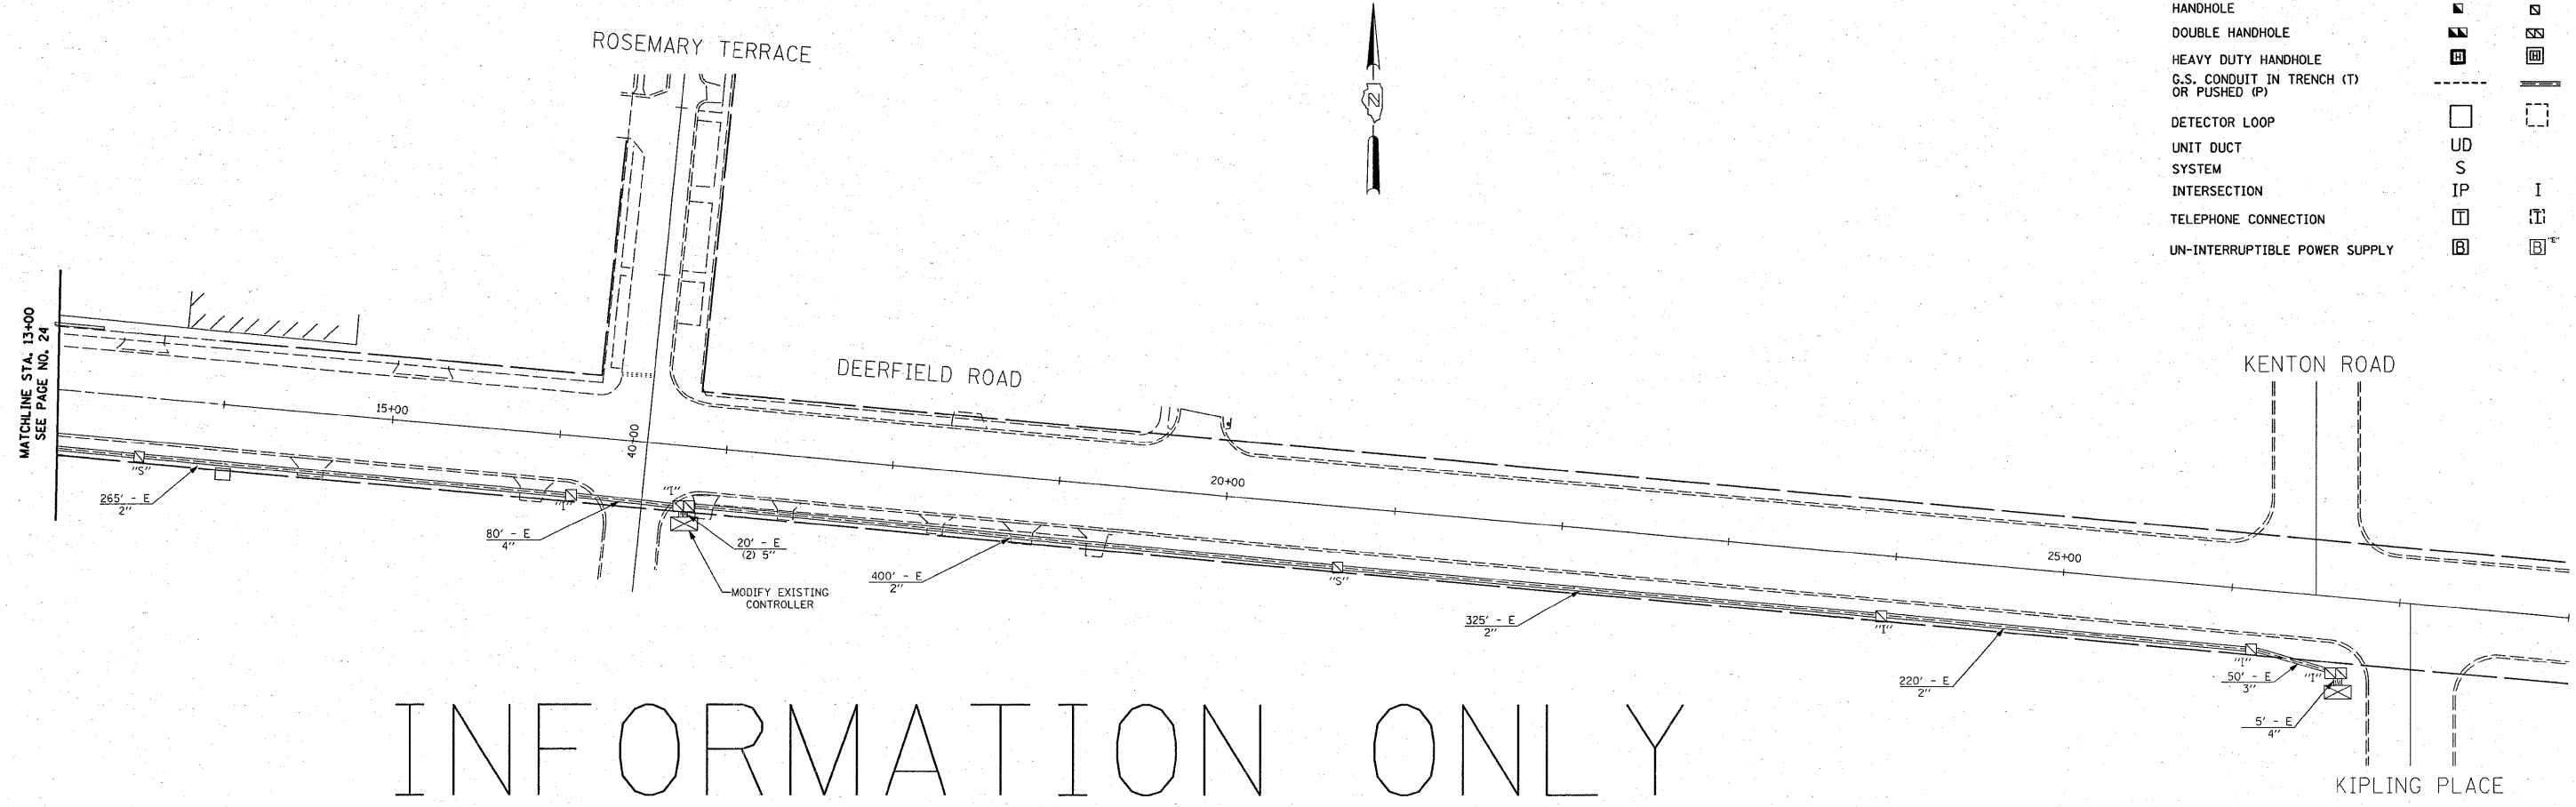 HANDHOLE
DOUBLE HANDHOLE
HEAVY DUTY HANDHOLE H H
G.S. CONDUIT IN TRENCH (T)
OR PUSHED (P)
DETECTOR LOOP
UNIT DUCT UD
SYSTEM S
INTERSECTION IP I
TELEPHONE CONNECTION T T
UN-INTERRUPTIBLE POWER SUPPLY B B "E"
ROSEMARY TERRACE
N
MATCHLINE STA. 13+00
SEE PAGE NO. 24
DEERFIELD ROAD
KENTON ROAD
15+00
40+00
20+00
25+00
"S"
265' - E
2"
"I"
80' - E
4"
"I"
20' - E
(2) 5"
MODIFY EXISTING
CONTROLLER
400' - E
2"
"S"
325' - E
2"
"I"
220' - E
2"
"I"
50' - E
3"
"I"
5' - E
4"
KIPLING PLACE
INFORMATION ONLY